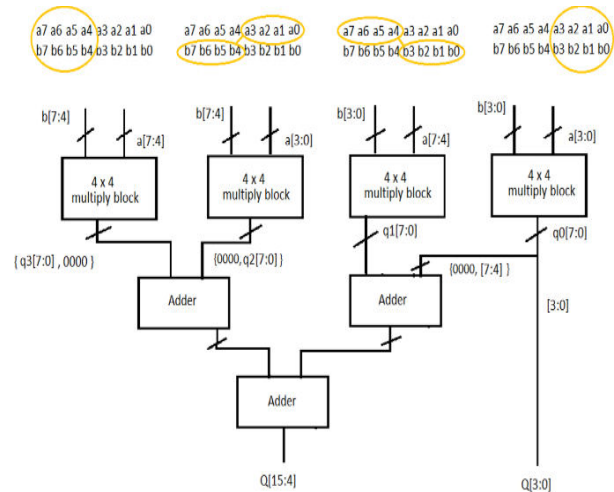 a7 a6 a5 a4 a3 a2 a1 a0
b7 b6 b5 b4 b3 b2 b1 b0
a7 a6 a5 a4 a3 a2 a1 a0
b7 b6 b5 b4 b3 b2 b1 b0
a7 a6 a5 a4 a3 a2 a1 a0
b7 b6 b5 b4 b3 b2 b1 b0
a7 a6 a5 a4 a3 a2 a1 a0
b7 b6 b5 b4 b3 b2 b1 b0
b[7:4]
a[7:4]
b[7:4]
a[3:0]
b[3:0]
a[7:4]
b[3:0]
a[3:0]
4 x 4
multiply block
4 x 4
multiply block
4 x 4
multiply block
4 x 4
multiply block
{ q3[7:0] , 0000 }
{0000, q2[7:0] }
q1[7:0]
q0[7:0]
{0000, [7:4] }
Adder
Adder
[3:0]
Adder
Q[15:4]
Q[3:0]